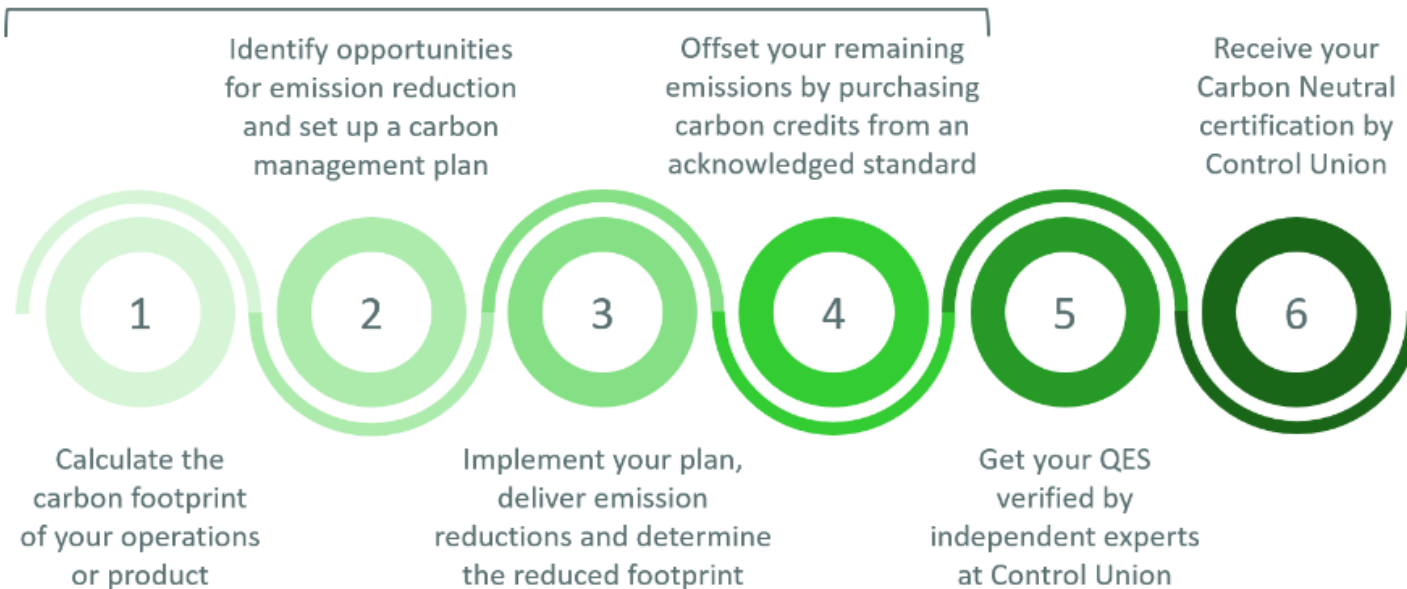 Identify opportunities
for emission reduction
and set up a carbon
management plan
Offset your remaining
emissions by purchasing
carbon credits from an
acknowledged standard
Receive your
Carbon Neutral
certification by
Control Union
1
2
3
4
5
6
Calculate the
carbon footprint
of your operations
or product
Implement your plan,
deliver emission
reductions and determine
the reduced footprint
Get your QES
verified by
independent experts
at Control Union